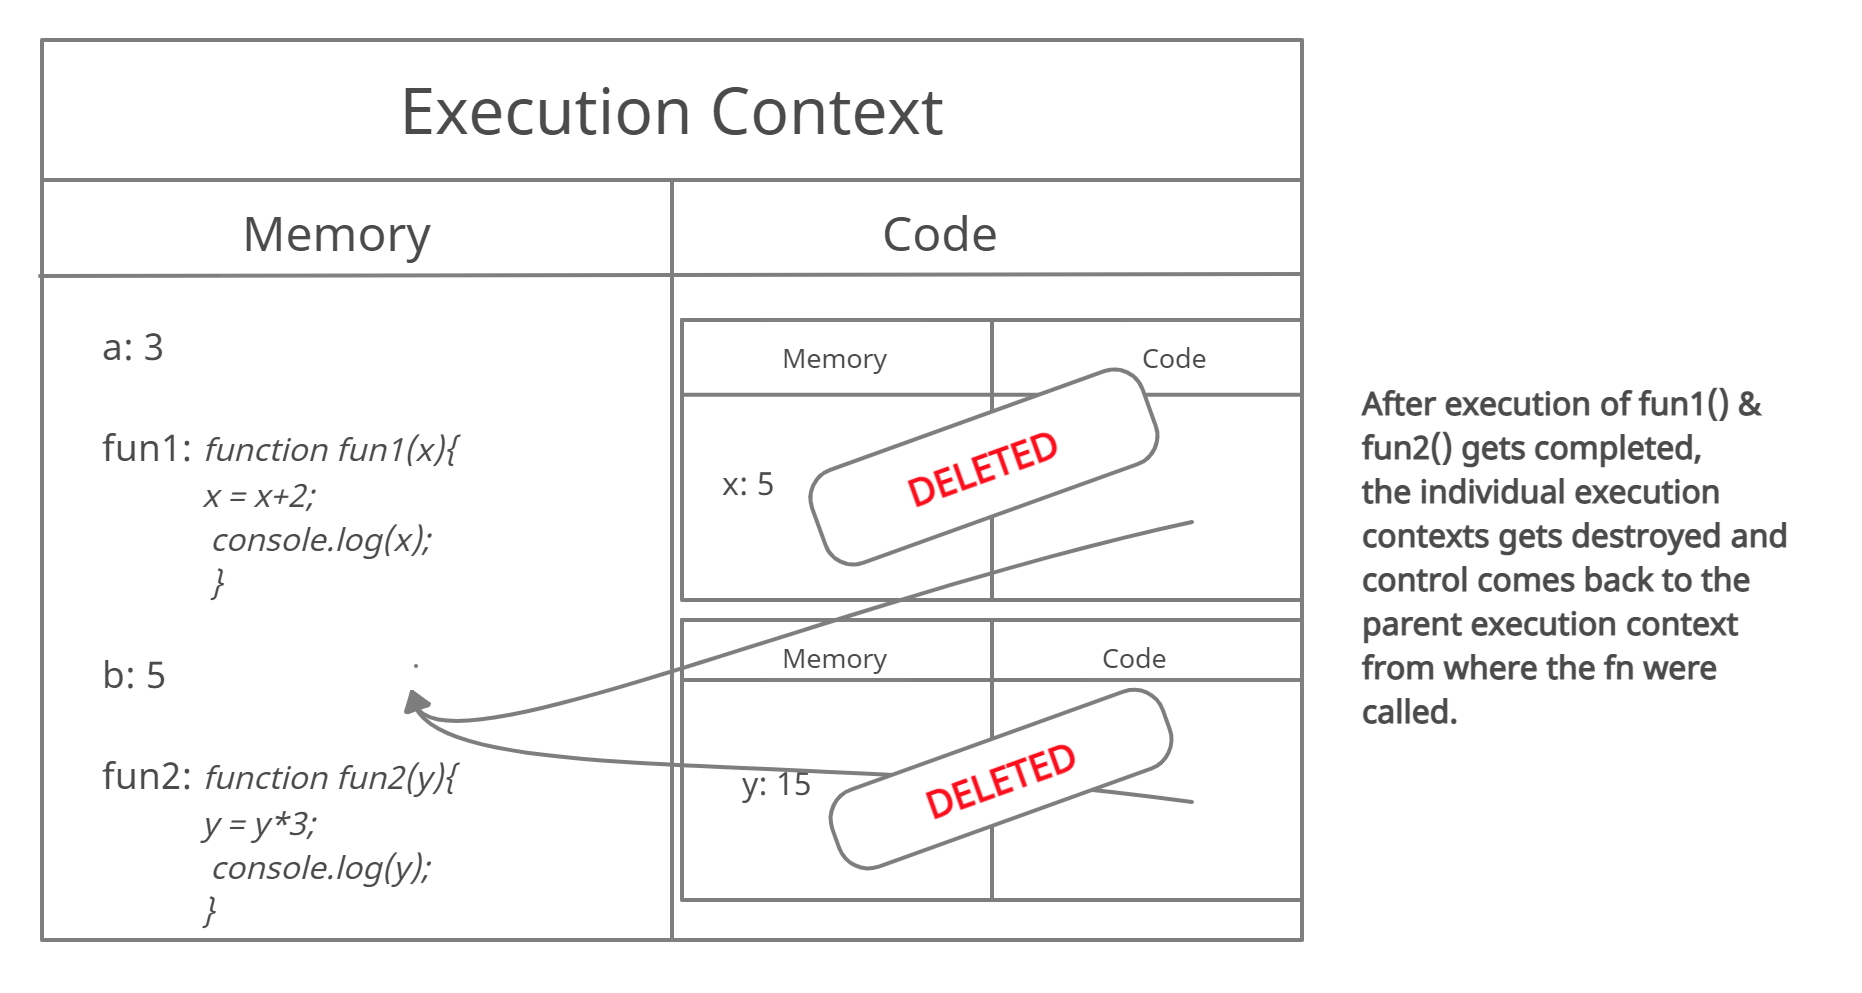 Execution Context
Memory
Code
a: 3
fun1: function fun1(x){
x = x+2;
console.log(x);
}
b: 5
fun2: function fun2(y){
y = y*3;
console.log(y);
}
Memory
Code
x: 5
DELETED
Memory
Code
y: 15
DELETED
After execution of fun1() &
fun2() gets completed,
the individual execution
contexts gets destroyed and
control comes back to the
parent execution context
from where the fn were
called.